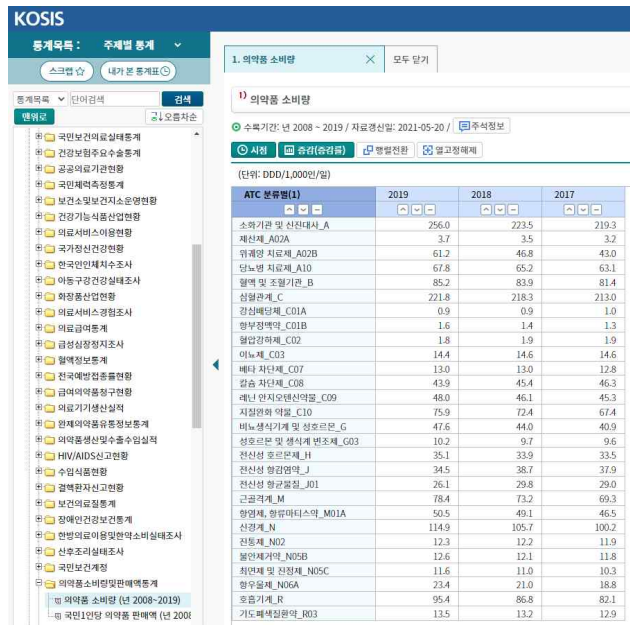 KOSIS
통계목록 : 주제별 통계
스크랩 내가 본 통계표
통계목록 단어검색 검색
맨위로 오름차순
국민보건의료실태통계
건강보험주요수술통계
공공의료기관현황
국민체력측정통계
보건소및보건지소운영현황
건강기능식품산업현황
의료서비스이용현황
국가정신건강현황
한국인인체치수조사
아동구강건강실태조사
화장품산업현황
의료서비스경험조사
의료급여통계
급성심장정지조사
혈액정보통계
전국예방접종률현황
급여의약품청구현황
의료기기생산실적
완제의약품유통정보통계
의약품생산및수출수입실적
HIV/AIDS신고현황
수입식품현황
결핵환자신고현황
보건의료질통계
장애인건강보건통계
한방의료이용및한약소비실태조사
산후조리실태조사
국민보건계정
의약품소비량및판매액통계
의약품 소비량 (년 2008~2019)
국민1인당 의약품 판매액 (년 2008
1. 의약품 소비량 모두 닫기
1) 의약품 소비량
수록기간: 년 2008 ~ 2019 / 자료갱신일: 2021-05-20 / 주석정보
시점 증감(증감률) 행렬전환 열고정해제
(단위: DDD/1,000인/일)
ATC 분류별(1) 2019 2018 2017
소화기관 및 신진대사_A 256.0 223.5 219.3
제산제_A02A 3.7 3.5 3.2
위궤양 치료제_A02B 61.2 46.8 43.0
당뇨병 치료제_A10 67.8 65.2 63.1
혈액 및 조혈기관_B 85.2 83.9 81.4
심혈관계_C 221.8 218.3 213.0
강심배당체_C01A 0.9 0.9 1.0
항부정맥약_C01B 1.6 1.4 1.3
혈압강하제_C02 1.8 1.9 1.9
이뇨제_C03 14.4 14.6 14.6
베타 차단제_C07 13.0 13.0 12.8
칼슘 차단제_C08 43.9 45.4 46.3
레닌 안지오텐신약물_C09 48.0 46.1 45.3
지질완화 약물_C10 75.9 72.4 67.4
비뇨생식기계 및 성호르몬_G 47.6 44.0 40.9
성호르몬 및 생식계 변조제_G03 10.2 9.7 9.6
전신성 호르몬제_H 35.1 33.9 33.5
전신성 항감염약_J 34.5 38.7 37.9
전신성 항균물질_J01 26.1 29.8 29.0
근골격계_M 78.4 73.2 69.3
항염제, 항류마티스약_M01A 50.5 49.1 46.5
신경계_N 114.9 105.7 100.2
진통제_N02 12.3 12.2 11.9
불안제거약_N05B 12.6 12.1 11.8
최면제 및 진정제_N05C 11.6 11.0 10.3
항우울제_N06A 23.4 21.0 18.8
호흡기계_R 95.4 86.8 82.1
기도폐색질환약_R03 13.5 13.2 12.9